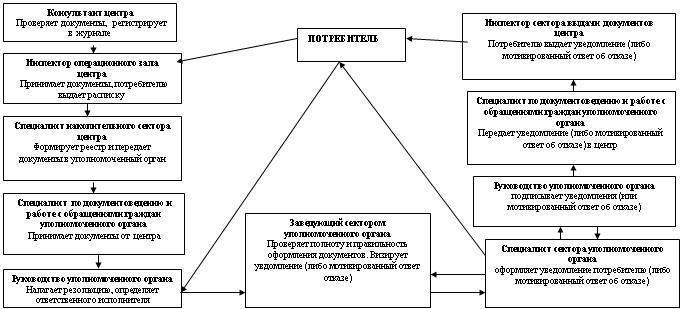 Консультант центра
Проверяет документы, регистрирует
в журнале
Инспектор операционного зала
центра
Принимает документы, потребителю
выдает расписку
Специалист накопительного сектора
центра
Формирует реестр и передает
документы в уполномоченный орган
Специалист по документоведению и
работе с обращениями граждан
уполномоченного органа
Принимает документы от центра
Руководство уполномоченного органа
Налагает резолюцию, определяет
ответственного исполнителя
ПОТРЕБИТЕЛЬ
Заведующий сектором
уполномоченного органа
Проверяет полноту и правильность
оформления документов. Визирует
уведомление (либо мотивированный ответ
отказе)
Инспектор сектора выдачи документов
центра
Потребителю выдает уведомление (либо
мотивированный ответ об отказе)
Специалист по документоведению и работе с
обращениями граждан уполномоченного
органа
Передает уведомление (либо мотивированный
ответ об отказе) в центр
Руководство уполномоченного органа
подписывает уведомления (или
мотивированный ответ об отказе)
Специалист сектора уполномоченного
органа
оформляет уведомление потребителю (либо
мотивированный ответ об отказе)